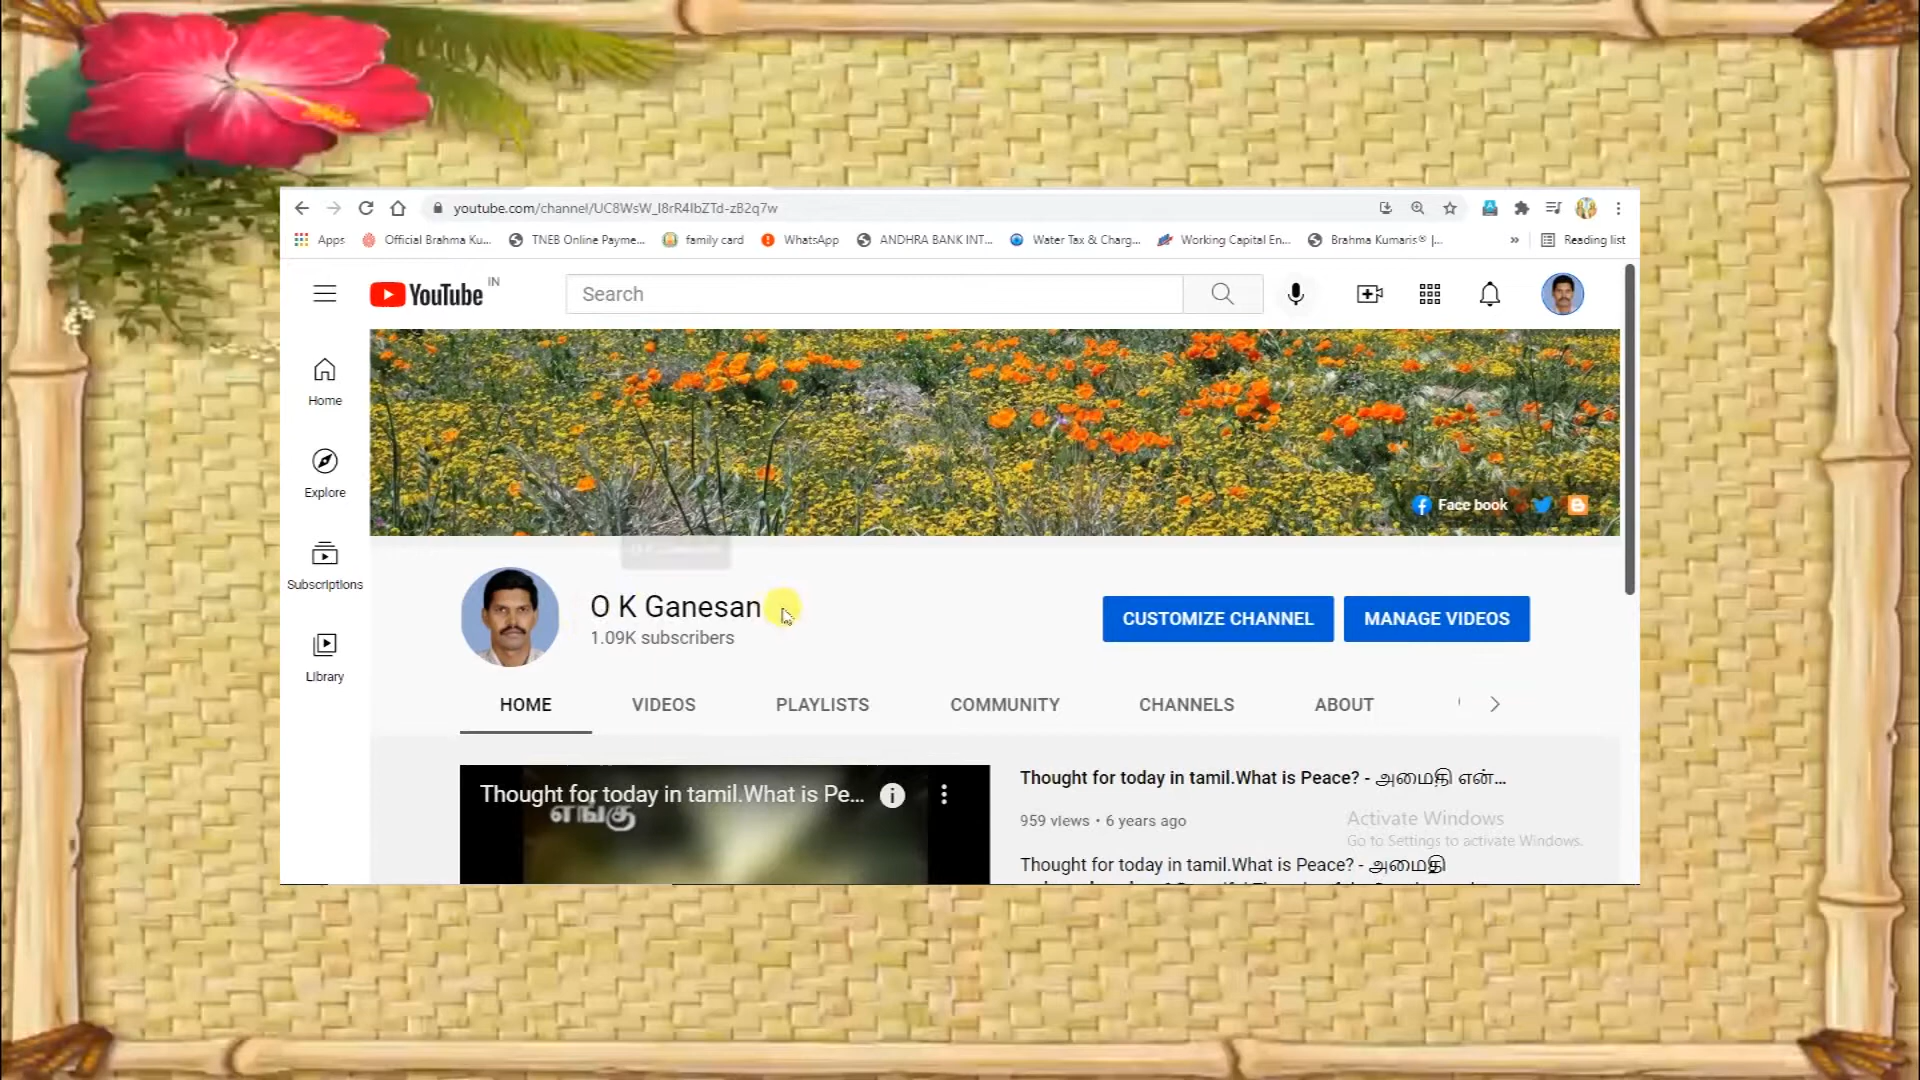 youtube.com/channel/UC8WsW_I8rR4IbZTd-zB2q7w
Apps Official Brahma Ku... TNEB Online Payme... family card WhatsApp ANDHRA BANK INT... Water Tax & Charg... Working Capital En... Brahma Kumaris® |... » Reading list
YouTube IN
Search
Home
Explore
Subscriptions
Library
Face book
O K Ganesan
1.09K subscribers
CUSTOMIZE CHANNEL
MANAGE VIDEOS
HOME VIDEOS PLAYLISTS COMMUNITY CHANNELS ABOUT
Thought for today in tamil.What is Pe...
எங்கு
Thought for today in tamil.What is Peace? - அமைதி என்...
959 views • 6 years ago
Activate Windows
Go to Settings to activate Windows.
Thought for today in tamil.What is Peace? - அமைதி